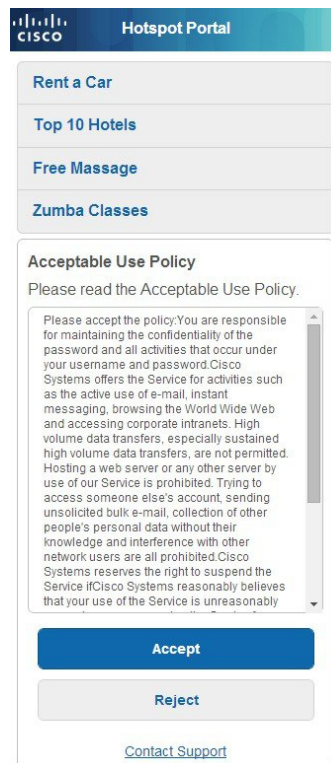 cisco
Hotspot Portal
Rent a Car
Top 10 Hotels
Free Massage
Zumba Classes
Acceptable Use Policy
Please read the Acceptable Use Policy.
Please accept the policy:You are responsible
for maintaining the confidentiality of the
password and all activities that occur under
your username and password.Cisco
Systems offers the Service for activities such
as the active use of e-mail, instant
messaging, browsing the World Wide Web
and accessing corporate intranets. High
volume data transfers, especially sustained
high volume data transfers, are not permitted.
Hosting a web server or any other server by
use of our Service is prohibited. Trying to
access someone else's account, sending
unsolicited bulk e-mail, collection of other
people's personal data without their
knowledge and interference with other
network users are all prohibited.Cisco
Systems reserves the right to suspend the
Service ifCisco Systems reasonably believes
that your use of the Service is unreasonably
Accept
Reject
Contact Support